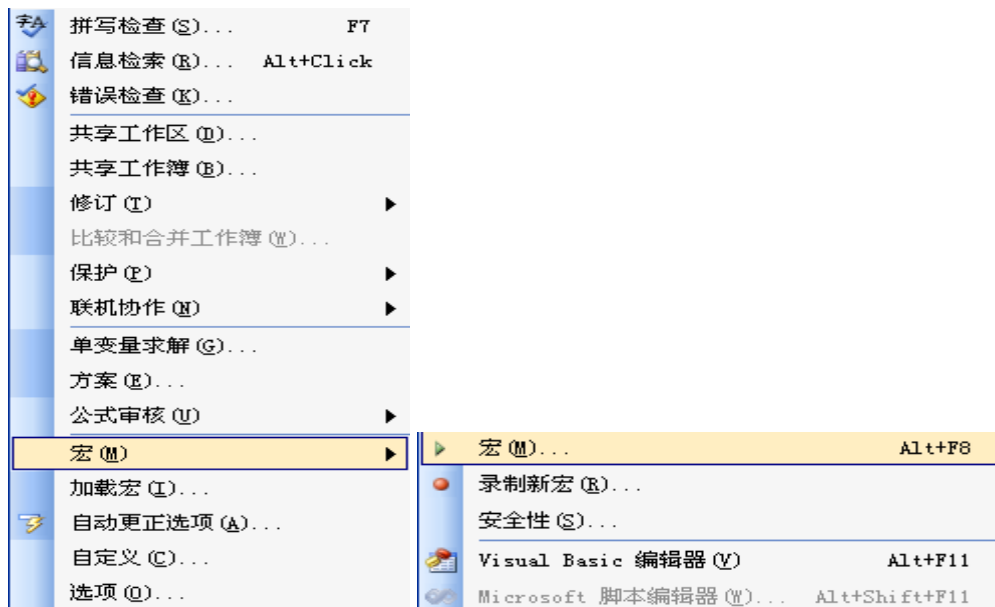 拼写检查(S)... F7
信息检索(R)... Alt+Click
错误检查(K)...
共享工作区(D)...
共享工作簿(B)...
修订(T)
比较和合并工作簿(W)...
保护(P)
联机协作(N)
单变量求解(G)...
方案(E)...
公式审核(U)
宏(M)
加载宏(I)...
自动更正选项(A)...
自定义(C)...
选项(O)...
宏(M)... Alt+F8
录制新宏(R)...
安全性(S)...
Visual Basic 编辑器(V) Alt+F11
Microsoft 脚本编辑器(W)... Alt+Shift+F11